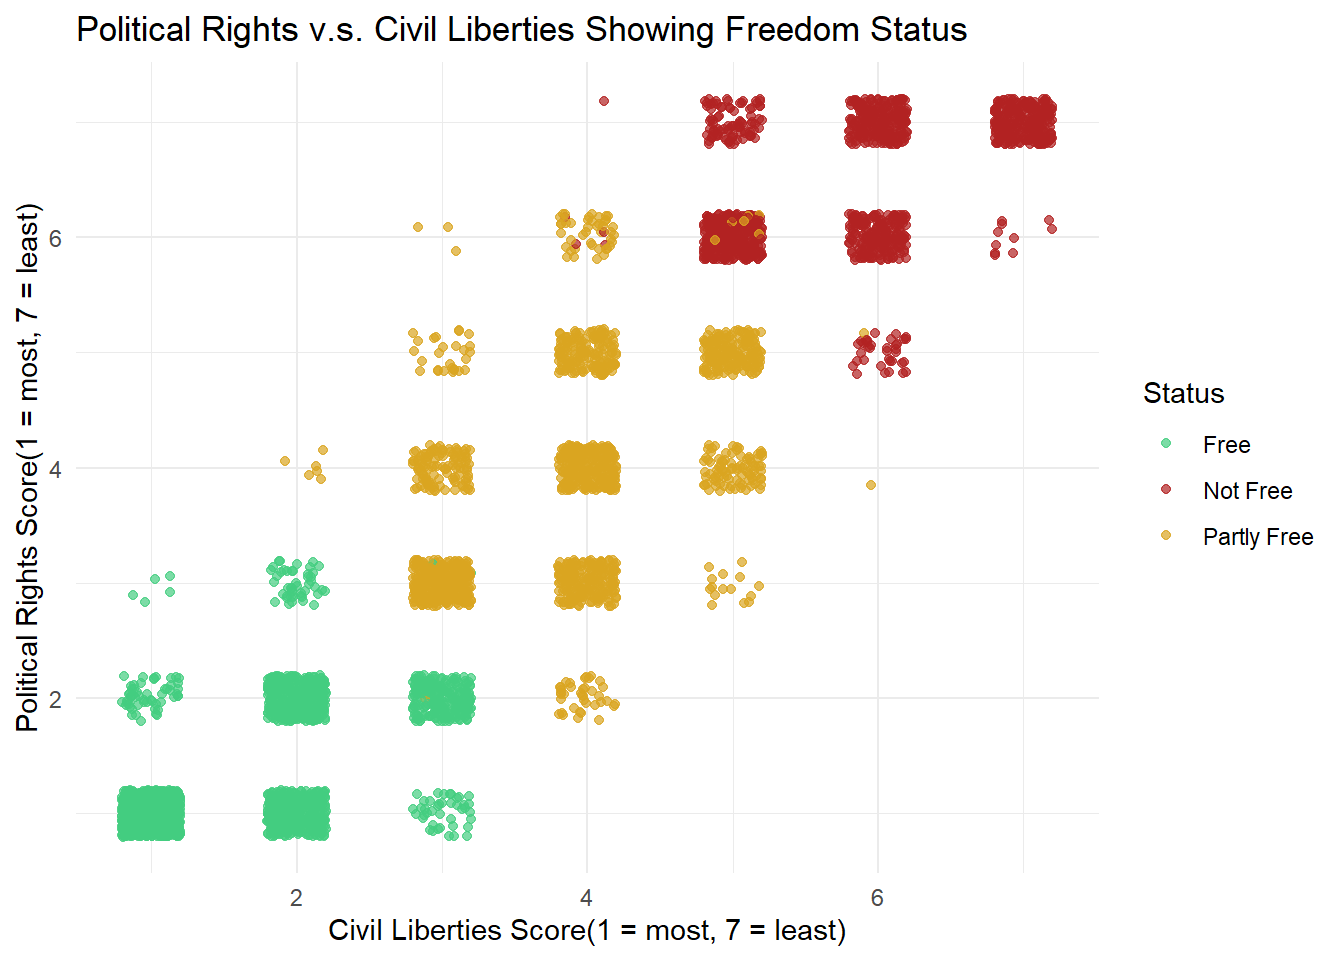 Political Rights v.s. Civil Liberties Showing Freedom Status
Political Rights Score(1 = most, 7 = least)
6
4
2
2
4
6
Civil Liberties Score(1 = most, 7 = least)
Status
Free
Not Free
Partly Free